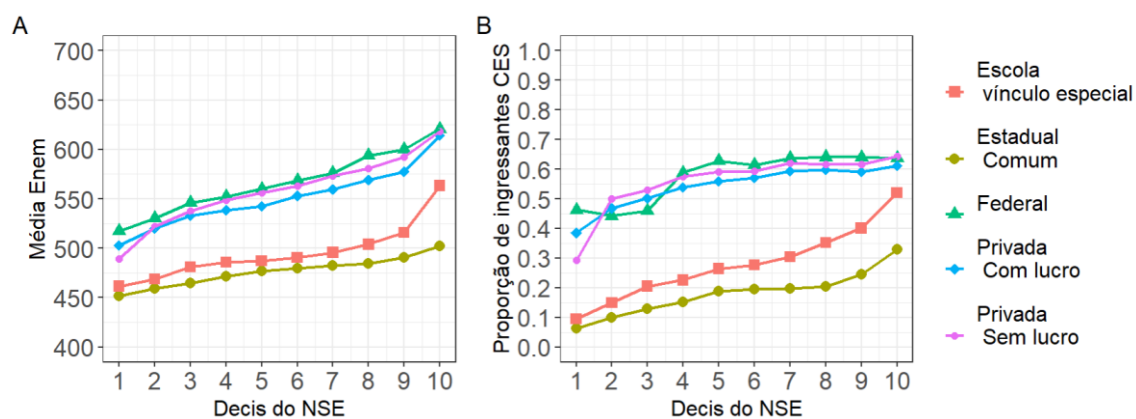 A
Média Enem
700
650
600
550
500
450
400
1 2 3 4 5 6 7 8 9 10
Decis do NSE
B
Proporção de ingressantes CES
1.0
0.9
0.8
0.7
0.6
0.5
0.4
0.3
0.2
0.1
0.0
1 2 3 4 5 6 7 8 9 10
Decis do NSE
Escola
vínculo especial
Estadual
Comum
Federal
Privada
Com lucro
Privada
Sem lucro